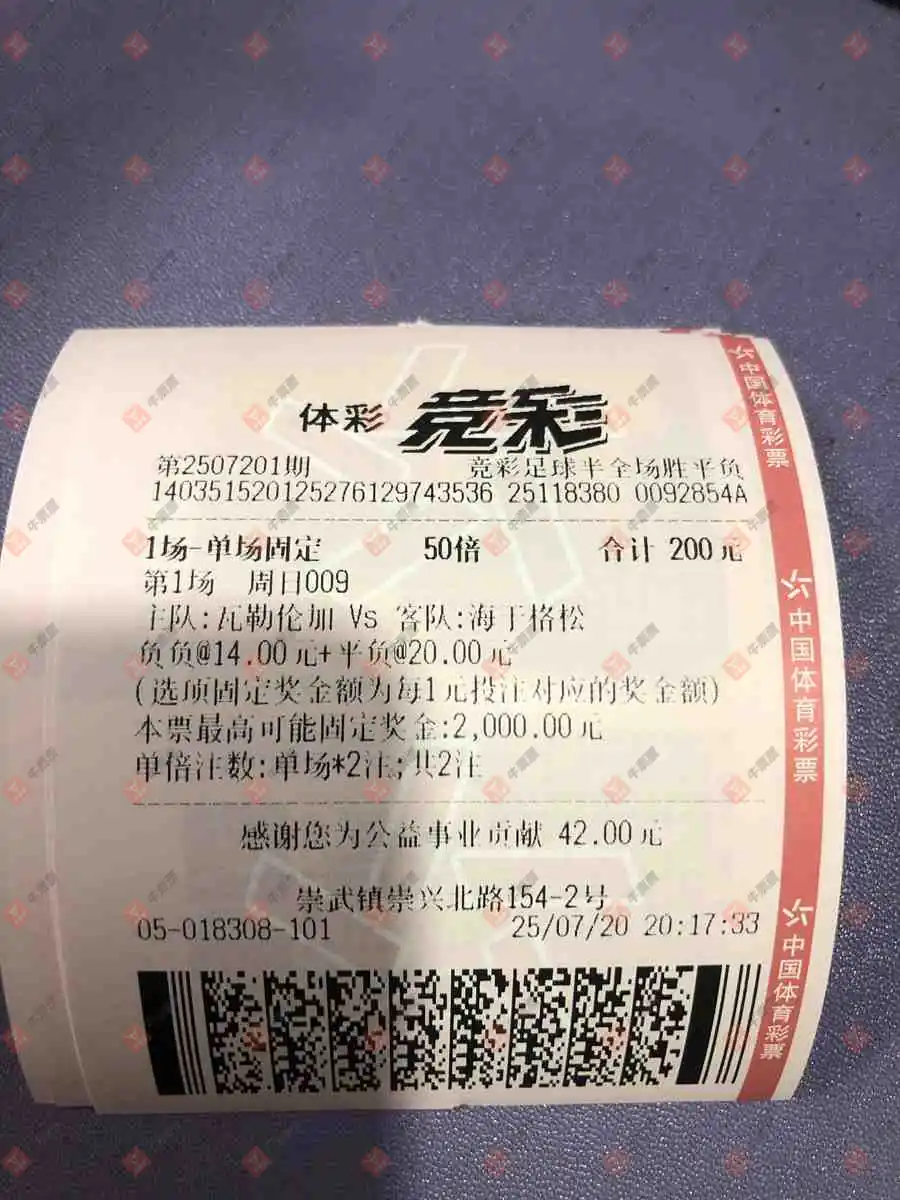 体彩 竞彩
第2507201期 竞彩足球半全场胜平负
140351520125276129743536 25118380 0092854A
1场-单场固定 50倍 合计 200元
第1场 周日009
主队:瓦勒伦加 Vs 客队:海于格松
负负@14.00元+平负@20.00元
(选项固定奖金额为每1元投注对应的奖金额)
本票最高可能固定奖金:2,000.00元
单倍注数:单场*2注;共2注
感谢您为公益事业贡献 42.00元
崇武镇崇兴北路154-2号
05-018308-101 25/07/20 20:17:33
中国体育彩票
中国体育彩票
中国体育彩票